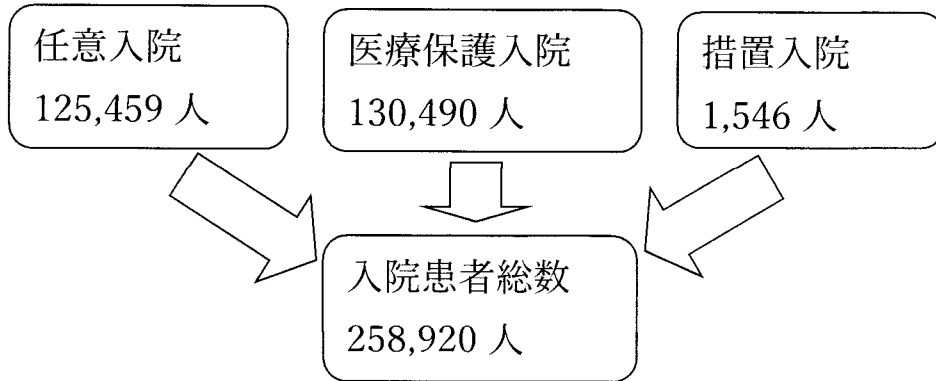 任意入院
125,459 人
医療保護入院
130,490 人
措置入院
1,546 人
入院患者総数
258,920 人